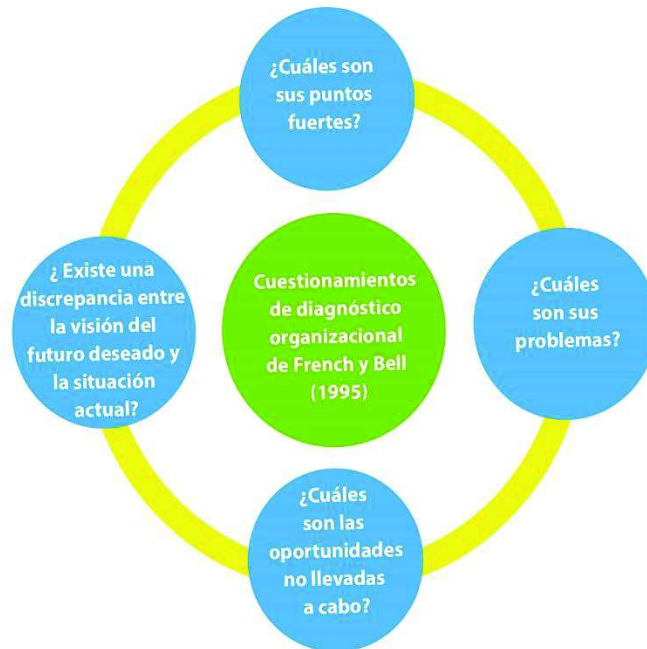 ¿Cuáles son
sus puntos
fuertes?
¿ Existe una
discrepancia entre
la visión del
futuro deseado y
la situación
actual?
Cuestionamientos
de diagnóstico
organizacional
de French y Bell
(1995)
¿Cuáles
son sus
problemas?
¿Cuáles
son las
oportunidades
no llevadas
a cabo?